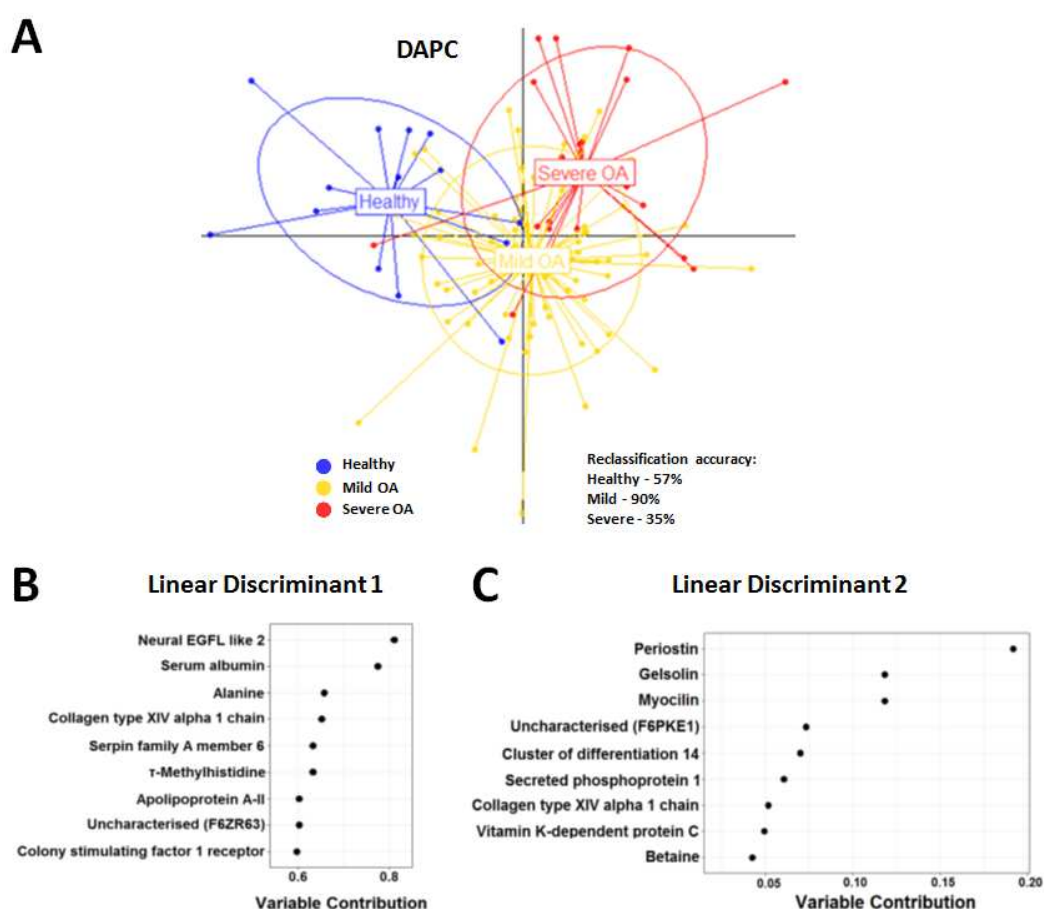 A
DAPC
Healthy
Severe OA
Mild OA
Healthy
Mild OA
Severe OA
Reclassification accuracy:
Healthy - 57%
Mild - 90%
Severe - 35%
B
Linear Discriminant 1
Neural EGFL like 2
Serum albumin
Alanine
Collagen type XIV alpha 1 chain
Serpin family A member 6
τ-Methylhistidine
Apolipoprotein A-II
Uncharacterised (F6ZR63)
Colony stimulating factor 1 receptor
0.6 0.8
Variable Contribution
C
Linear Discriminant 2
Periostin
Gelsolin
Myocilin
Uncharacterised (F6PKE1)
Cluster of differentiation 14
Secreted phosphoprotein 1
Collagen type XIV alpha 1 chain
Vitamin K-dependent protein C
Betaine
0.05 0.10 0.15 0.20
Variable Contribution